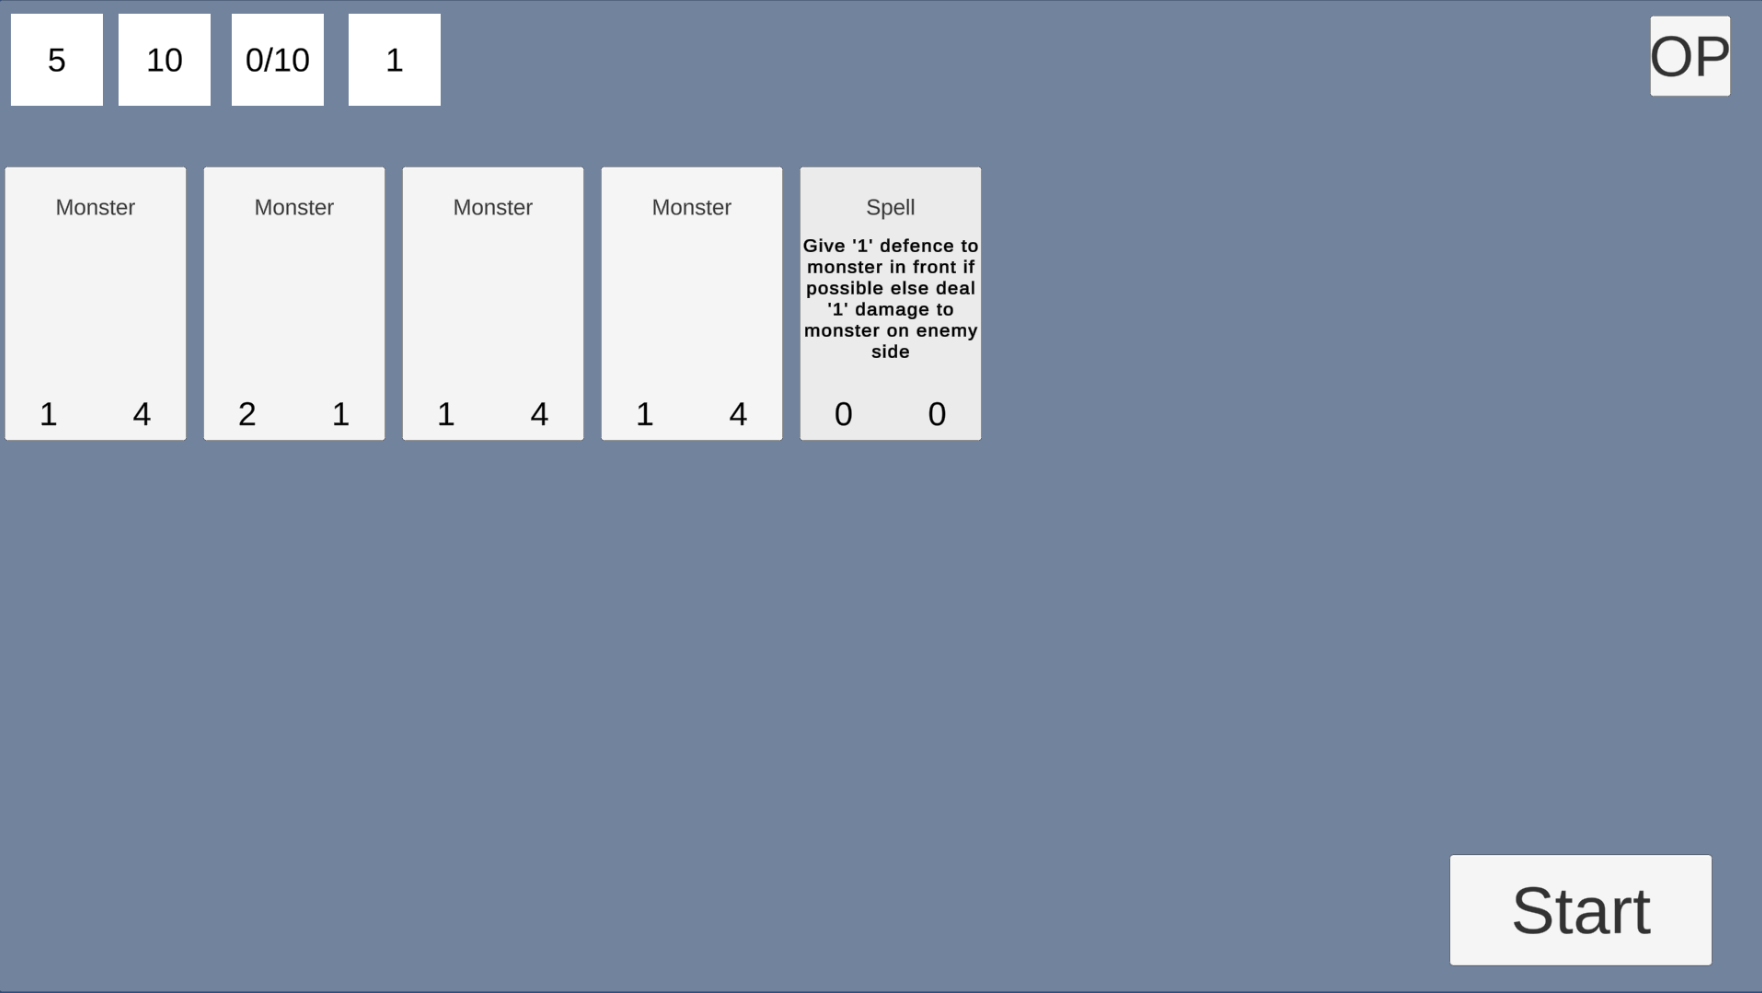 5 10 0/10 1 OP
Monster Monster Monster Monster Spell
Give '1' defence to
monster in front if
possible else deal
'1' damage to
monster on enemy
side
1 4 2 1 1 4 1 4 0 0
Start